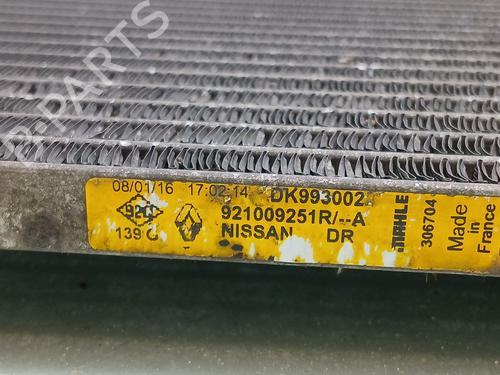 B-PARTS
08/01/16 17:02-14 DK993002
921009251R/--A
139 C NISSAN DR
MAHLE
306704
Made
in
France